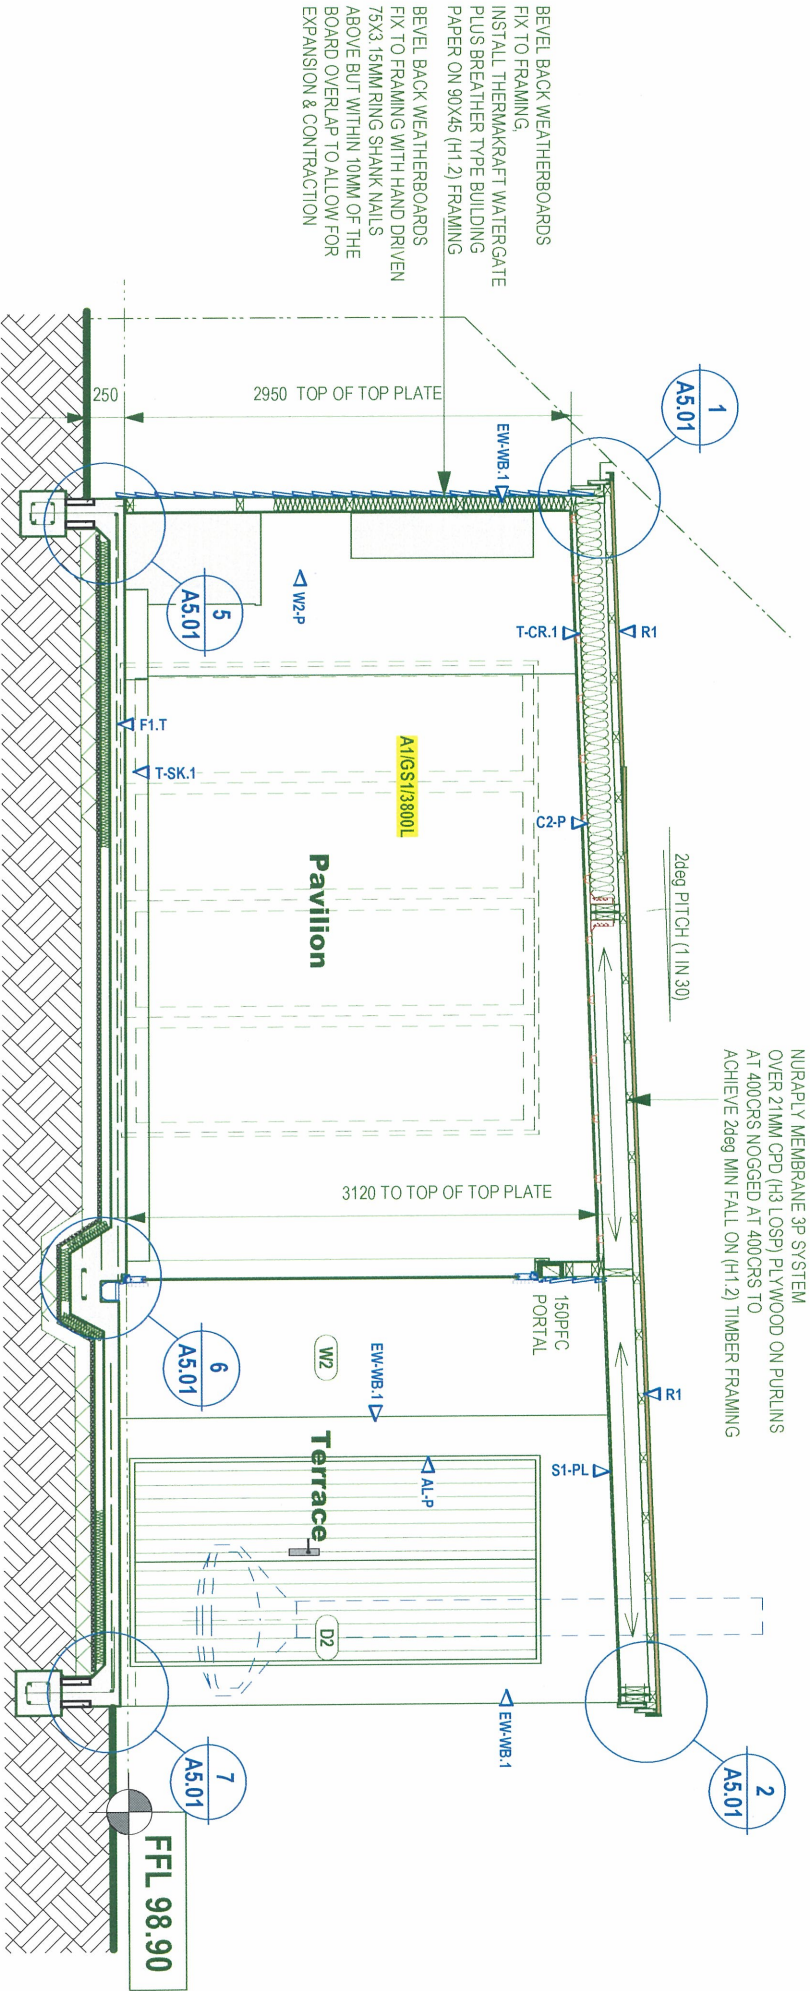 BEVEL BACK WEATHERBOARDS
FIX TO FRAMING,
INSTALL THERMAKRAFT WATERGATE
PLUS BREATHER TYPE BUILDING
PAPER ON 90X45 (H1.2) FRAMING
BEVEL BACK WEATHERBOARDS
FIX TO FRAMING WITH HAND DRIVEN
75X3.15MM RING SHANK NAILS
ABOVE BUT WITHIN 10MM OF THE
BOARD OVERLAP TO ALLOW FOR
EXPANSION & CONTRACTION
1
A5.01
2deg PITCH (1 IN 30)
NURAPLY MEMBRANE 3P SYSTEM
OVER 21MM CPD (H3 LOSP) PLYWOOD ON PURLINS
AT 400CRS NOGGED AT 400CRS TO
ACHIEVE 2deg MIN FALL ON (H1.2) TIMBER FRAMING
2
A5.01
R1
R1
EW-WB.1
T-CR.1
C2-P
S1-PL
2950 TOP OF TOP PLATE
250
3120 TO TOP OF TOP PLATE
150PFC
PORTAL
A1/GS1/3800L
W2-P
Pavilion
W2
EW-WB.1
Terrace
AL-P
D2
EW-WB.1
F1.T
T-SK.1
5
A5.01
6
A5.01
7
A5.01
FFL 98.90